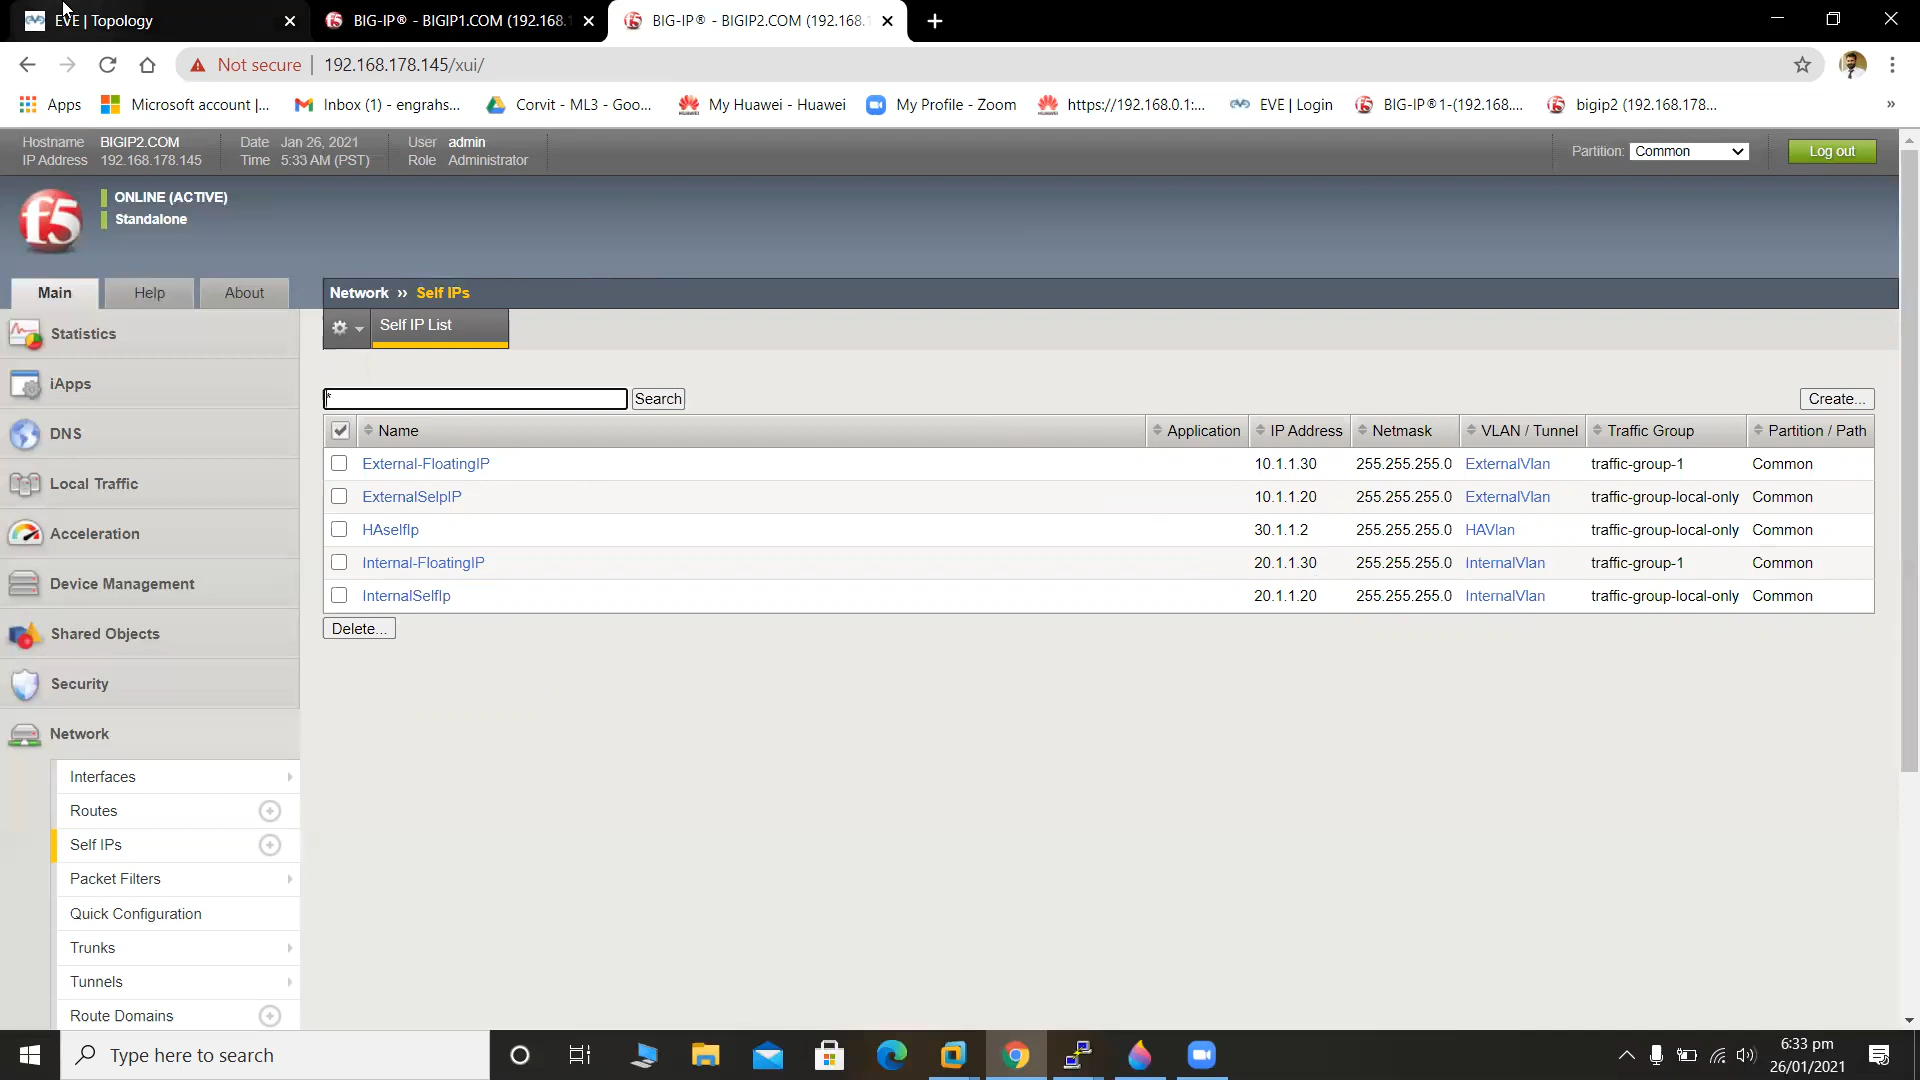 EVE | Topology
BIG-IP® - BIGIP1.COM (192.168.1
BIG-IP® - BIGIP2.COM (192.168.1
Not secure
192.168.178.145/xui/
Apps
Microsoft account |...
Inbox (1) - engrahs...
Corvit - ML3 - Goo...
My Huawei - Huawei
My Profile - Zoom
https://192.168.0.1:...
EVE | Login
BIG-IP®1-(192.168....
bigip2 (192.168.178...
»
Hostname BIGIP2.COM
IP Address 192.168.178.145
Date Jan 26, 2021
Time 5:33 AM (PST)
User admin
Role Administrator
Partition: Common
Log out
f5
ONLINE (ACTIVE)
Standalone
Main
Help
About
Network ›› Self IPs
Self IP List
Statistics
iApps
DNS
Local Traffic
Acceleration
Device Management
Shared Objects
Security
Network
Interfaces
Routes
Self IPs
Packet Filters
Quick Configuration
Trunks
Tunnels
Route Domains
*
Search
Create...
Name Application IP Address Netmask VLAN / Tunnel Traffic Group Partition / Path
External-FloatingIP 10.1.1.30 255.255.255.0 ExternalVlan traffic-group-1 Common
ExternalSelpIP 10.1.1.20 255.255.255.0 ExternalVlan traffic-group-local-only Common
HAselfIp 30.1.1.2 255.255.255.0 HAVlan traffic-group-local-only Common
Internal-FloatingIP 20.1.1.30 255.255.255.0 InternalVlan traffic-group-1 Common
InternalSelfIp 20.1.1.20 255.255.255.0 InternalVlan traffic-group-local-only Common
Delete...
Type here to search
6:33 pm
26/01/2021